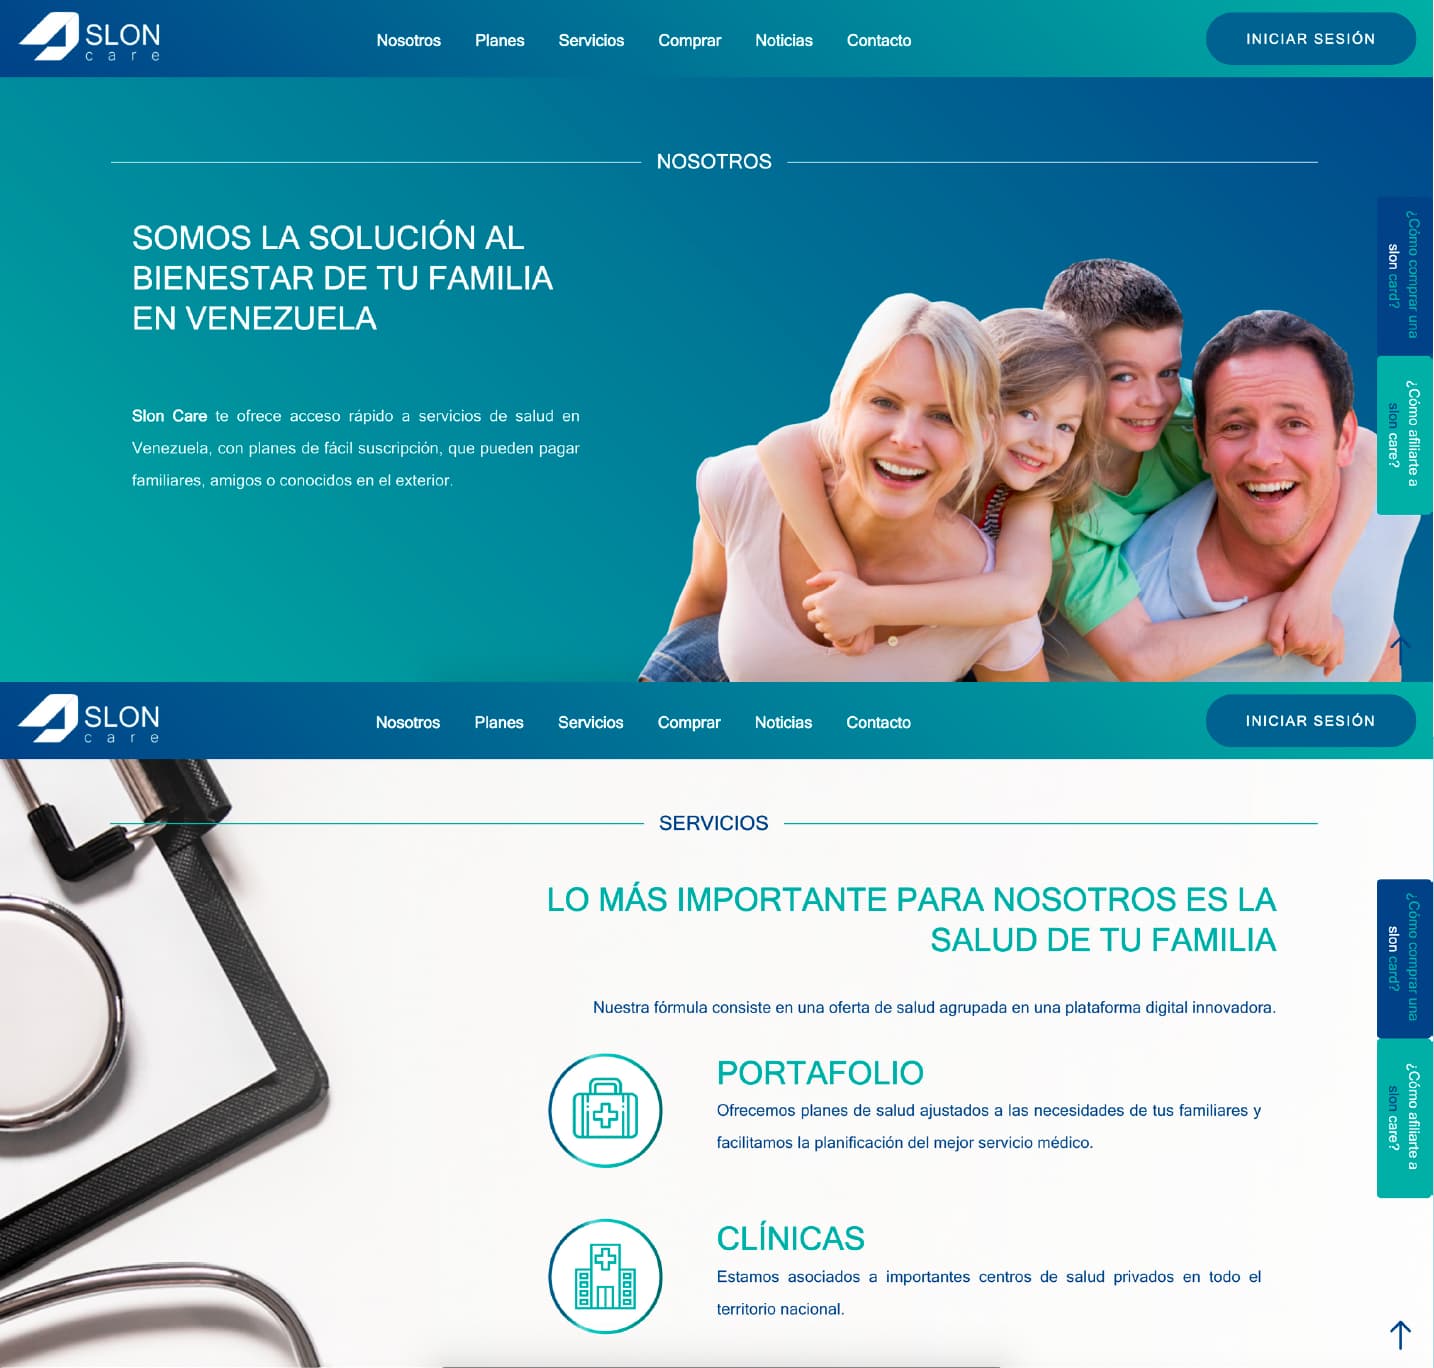 SLON
care
Nosotros Planes Servicios Comprar Noticias Contacto
INICIAR SESIÓN
NOSOTROS
SOMOS LA SOLUCIÓN AL
BIENESTAR DE TU FAMILIA
EN VENEZUELA
Slon Care te ofrece acceso rápido a servicios de salud en
Venezuela, con planes de fácil suscripción, que pueden pagar
familiares, amigos o conocidos en el exterior.
¿Cómo comprar una
slon card?
¿Cómo afiliarte a
slon care?
SLON
care
Nosotros Planes Servicios Comprar Noticias Contacto
INICIAR SESIÓN
SERVICIOS
LO MÁS IMPORTANTE PARA NOSOTROS ES LA
SALUD DE TU FAMILIA
Nuestra fórmula consiste en una oferta de salud agrupada en una plataforma digital innovadora.
PORTAFOLIO
Ofrecemos planes de salud ajustados a las necesidades de tus familiares y
facilitamos la planificación del mejor servicio médico.
CLÍNICAS
Estamos asociados a importantes centros de salud privados en todo el
territorio nacional.
¿Cómo comprar una
slon card?
¿Cómo afiliarte a
slon care?